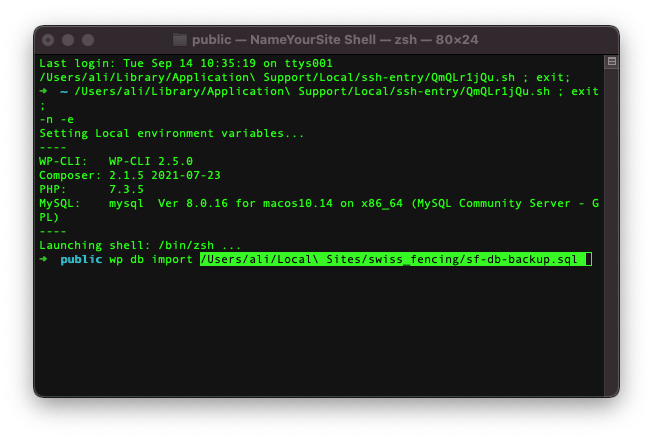 public — NameYourSite Shell — zsh — 80×24
Last login: Tue Sep 14 10:35:19 on ttys001
/Users/ali/Library/Application\ Support/Local/ssh-entry/QmQLr1jQu.sh ; exit;
➜  ~ /Users/ali/Library/Application\ Support/Local/ssh-entry/QmQLr1jQu.sh ; exit
;
-n -e
Setting Local environment variables...
----
WP-CLI:   WP-CLI 2.5.0
Composer: 2.1.5 2021-07-23
PHP:      7.3.5
MySQL:    mysql  Ver 8.0.16 for macos10.14 on x86_64 (MySQL Community Server - G
PL)
----
Launching shell: /bin/zsh ...
➜  public wp db import /Users/ali/Local\ Sites/swiss_fencing/sf-db-backup.sql